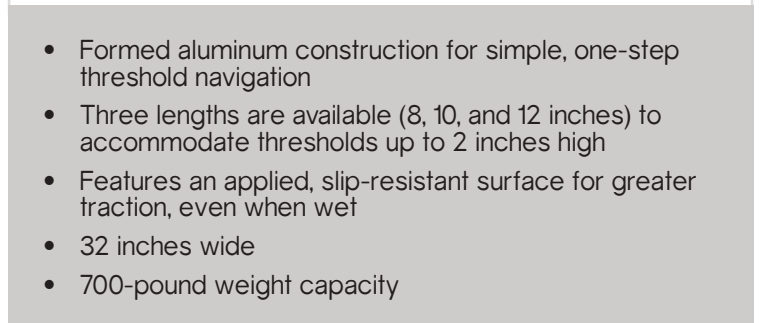 • Formed aluminum construction for simple, one-step
threshold navigation
• Three lengths are available (8, 10, and 12 inches) to
accommodate thresholds up to 2 inches high
• Features an applied, slip-resistant surface for greater
traction, even when wet
• 32 inches wide
• 700-pound weight capacity